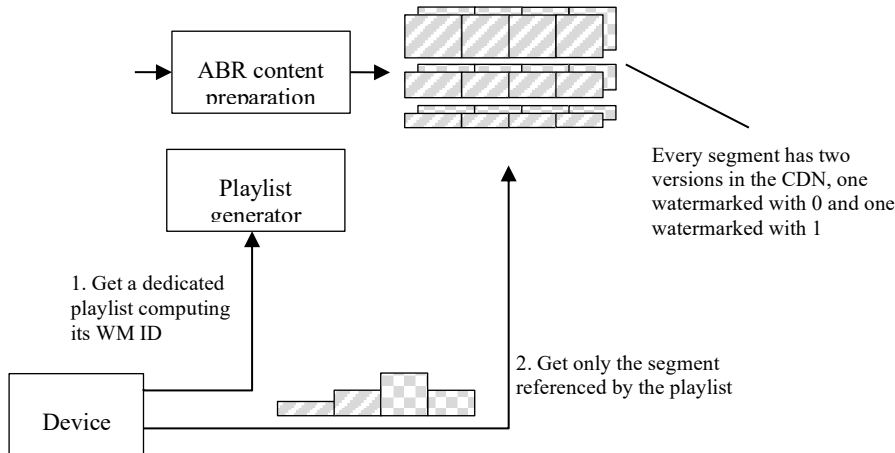 ABR content
preparation
Every segment has two
versions in the CDN, one
watermarked with 0 and one
watermarked with 1
Playlist
generator
1. Get a dedicated
playlist computing
its WM ID
2. Get only the segment
referenced by the playlist
Device